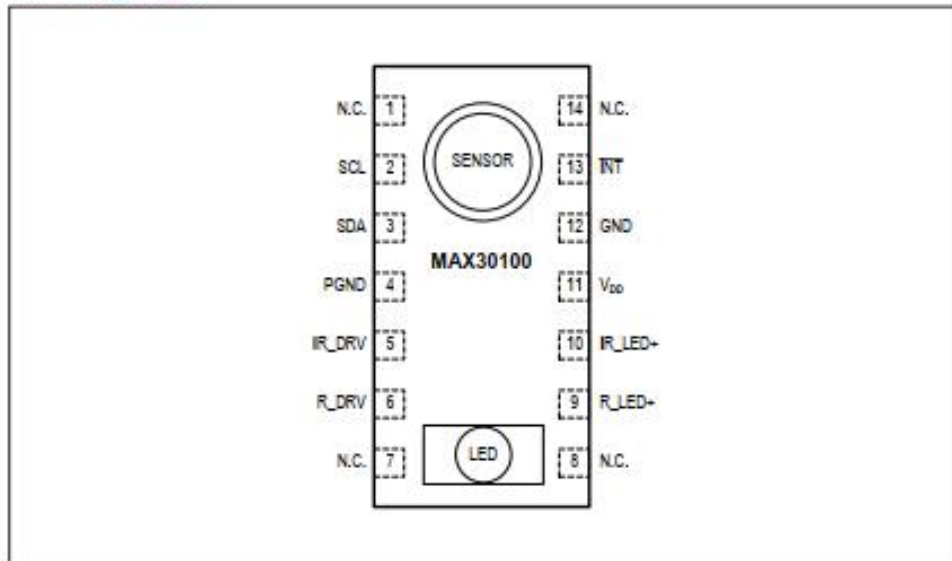 N.C. 1 14 N.C.
SENSOR
SCL 2 13 INT
SDA 3 12 GND
MAX30100
PGND 4 11 VDD
IR_DRV 5 10 IR_LED+
R_DRV 6 9 R_LED+
LED
N.C. 7 8 N.C.